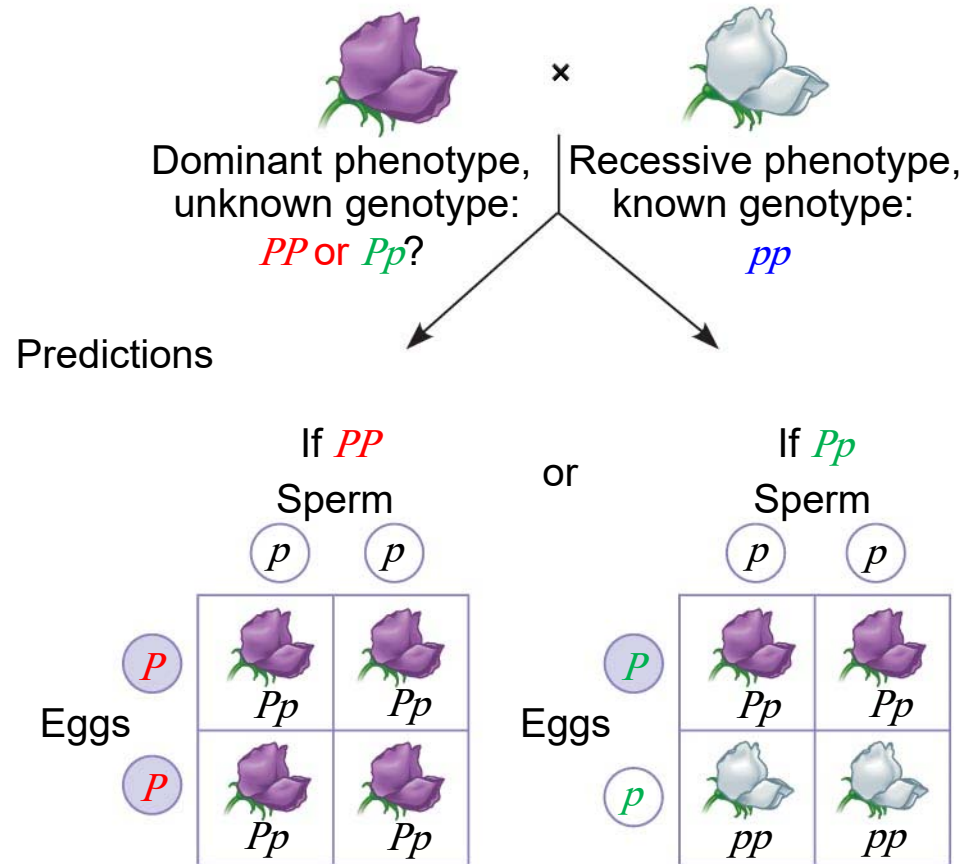 ×
Dominant phenotype,
unknown genotype:
PP or Pp?
Recessive phenotype,
known genotype:
pp
Predictions
If PP
Sperm
p p
P
Eggs
P
Pp Pp
Pp Pp
or
If Pp
Sperm
p p
P
Eggs
p
Pp Pp
pp pp